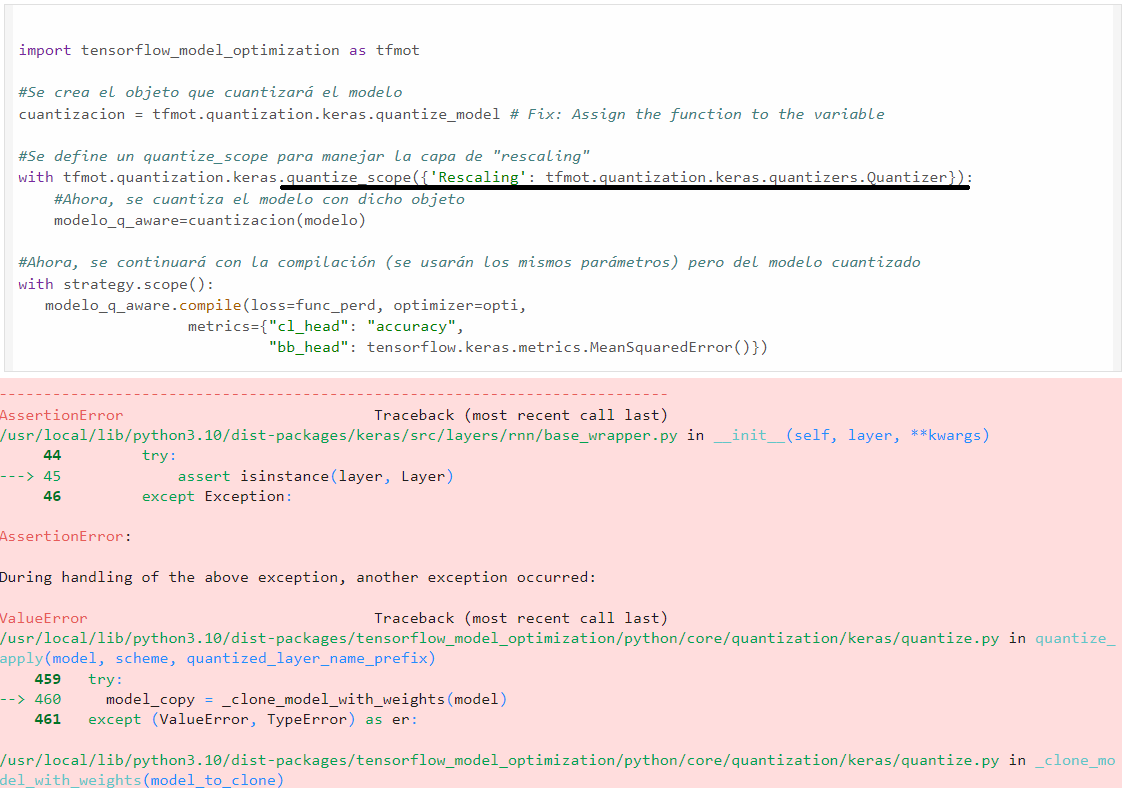 import tensorflow_model_optimization as tfmot
#Se crea el objeto que cuantizará el modelo
cuantizacion = tfmot.quantization.keras.quantize_model # Fix: Assign the function to the variable
#Se define un quantize_scope para manejar la capa de "rescaling"
with tfmot.quantization.keras.quantize_scope({'Rescaling': tfmot.quantization.keras.quantizers.Quantizer}):
    #Ahora, se cuantiza el modelo con dicho objeto
    modelo_q_aware=cuantizacion(modelo)
#Ahora, se continuará con la compilación (se usarán los mismos parámetros) pero del modelo cuantizado
with strategy.scope():
   modelo_q_aware.compile(loss=func_perd, optimizer=opti,
                   metrics={"cl_head": "accuracy",
                            "bb_head": tensorflow.keras.metrics.MeanSquaredError()})
---------------------------------------------------------------------------
AssertionError                            Traceback (most recent call last)
/usr/local/lib/python3.10/dist-packages/keras/src/layers/rnn/base_wrapper.py in __init__(self, layer, **kwargs)
     44         try:
---> 45             assert isinstance(layer, Layer)
     46         except Exception:
AssertionError:
During handling of the above exception, another exception occurred:
ValueError                                Traceback (most recent call last)
/usr/local/lib/python3.10/dist-packages/tensorflow_model_optimization/python/core/quantization/keras/quantize.py in quantize_
apply(model, scheme, quantized_layer_name_prefix)
    459   try:
--> 460     model_copy = _clone_model_with_weights(model)
    461   except (ValueError, TypeError) as er:
/usr/local/lib/python3.10/dist-packages/tensorflow_model_optimization/python/core/quantization/keras/quantize.py in _clone_mo
del_with_weights(model_to_clone)